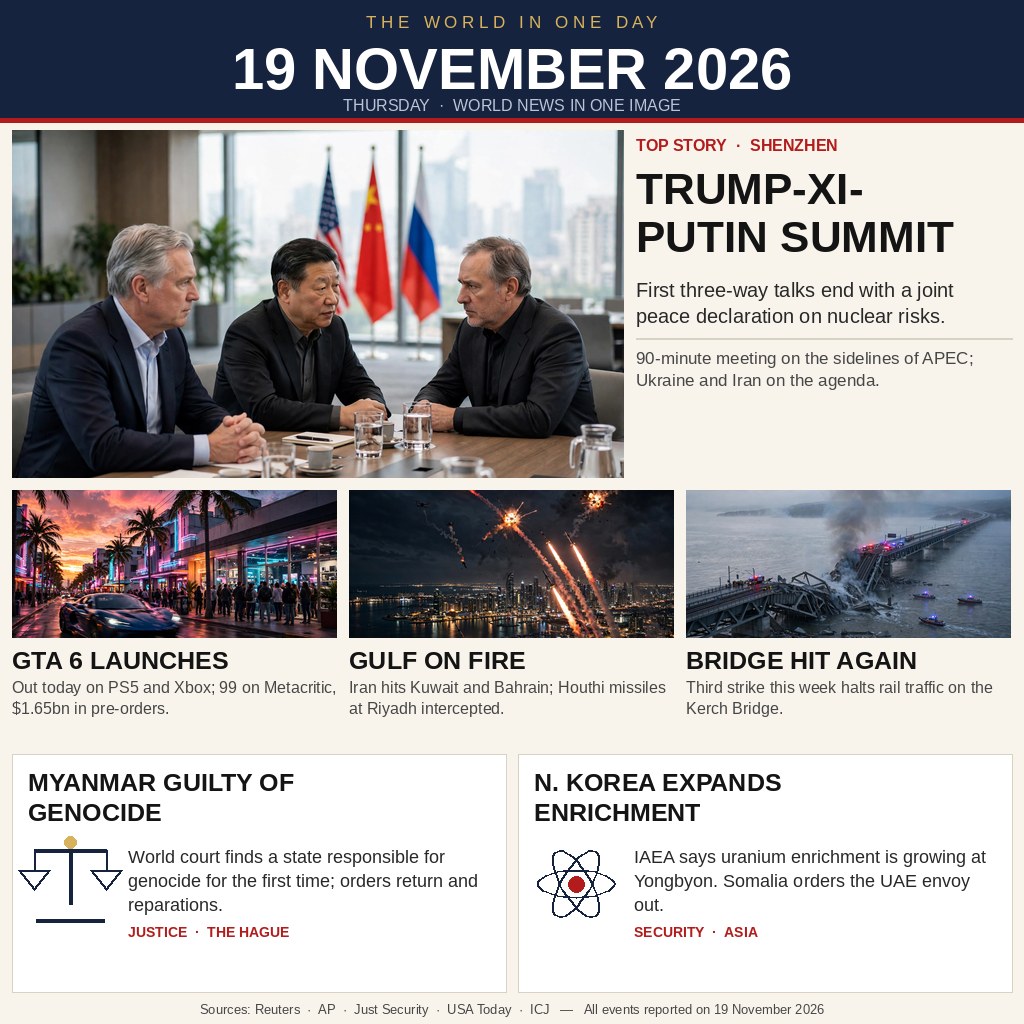 THE WORLD IN ONE DAY
19 NOVEMBER 2026
THURSDAY · WORLD NEWS IN ONE IMAGE
TOP STORY · SHENZHEN
TRUMP-XI-
PUTIN SUMMIT
First three-way talks end with a joint
peace declaration on nuclear risks.
90-minute meeting on the sidelines of APEC;
Ukraine and Iran on the agenda.
GTA 6 LAUNCHES
Out today on PS5 and Xbox; 99 on Metacritic,
$1.65bn in pre-orders.
GULF ON FIRE
Iran hits Kuwait and Bahrain; Houthi missiles
at Riyadh intercepted.
BRIDGE HIT AGAIN
Third strike this week halts rail traffic on the
Kerch Bridge.
MYANMAR GUILTY OF
GENOCIDE
World court finds a state responsible for
genocide for the first time; orders return and
reparations.
JUSTICE · THE HAGUE
N. KOREA EXPANDS
ENRICHMENT
IAEA says uranium enrichment is growing at
Yongbyon. Somalia orders the UAE envoy
out.
SECURITY · ASIA
Sources: Reuters · AP · Just Security · USA Today · ICJ — All events reported on 19 November 2026